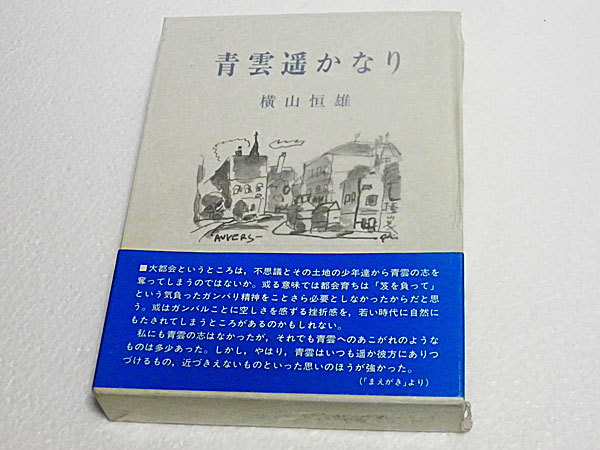 青雲遥かなり
横山恒雄
AUVERS-
■大都会というところは，不思議とその土地の少年達から青雲の志を
奪ってしまうのではないか。或る意味では都会育ちは「笈を負って」
という気負ったガンバリ精神をことさら必要としなかったからだと思
う。或はガンバルことに空しさを感ずる挫折感を，若い時代に自然に
もたされてしまうところがあるのかもしれない。
私にも青雲の志はなかったが，それでも青雲へのあこがれのような
ものは多少あった。しかし，やはり，青雲はいつも遥か彼方にありつ
づけるもの，近づきえないものといった思いのほうが強かった。
（「まえがき」より）